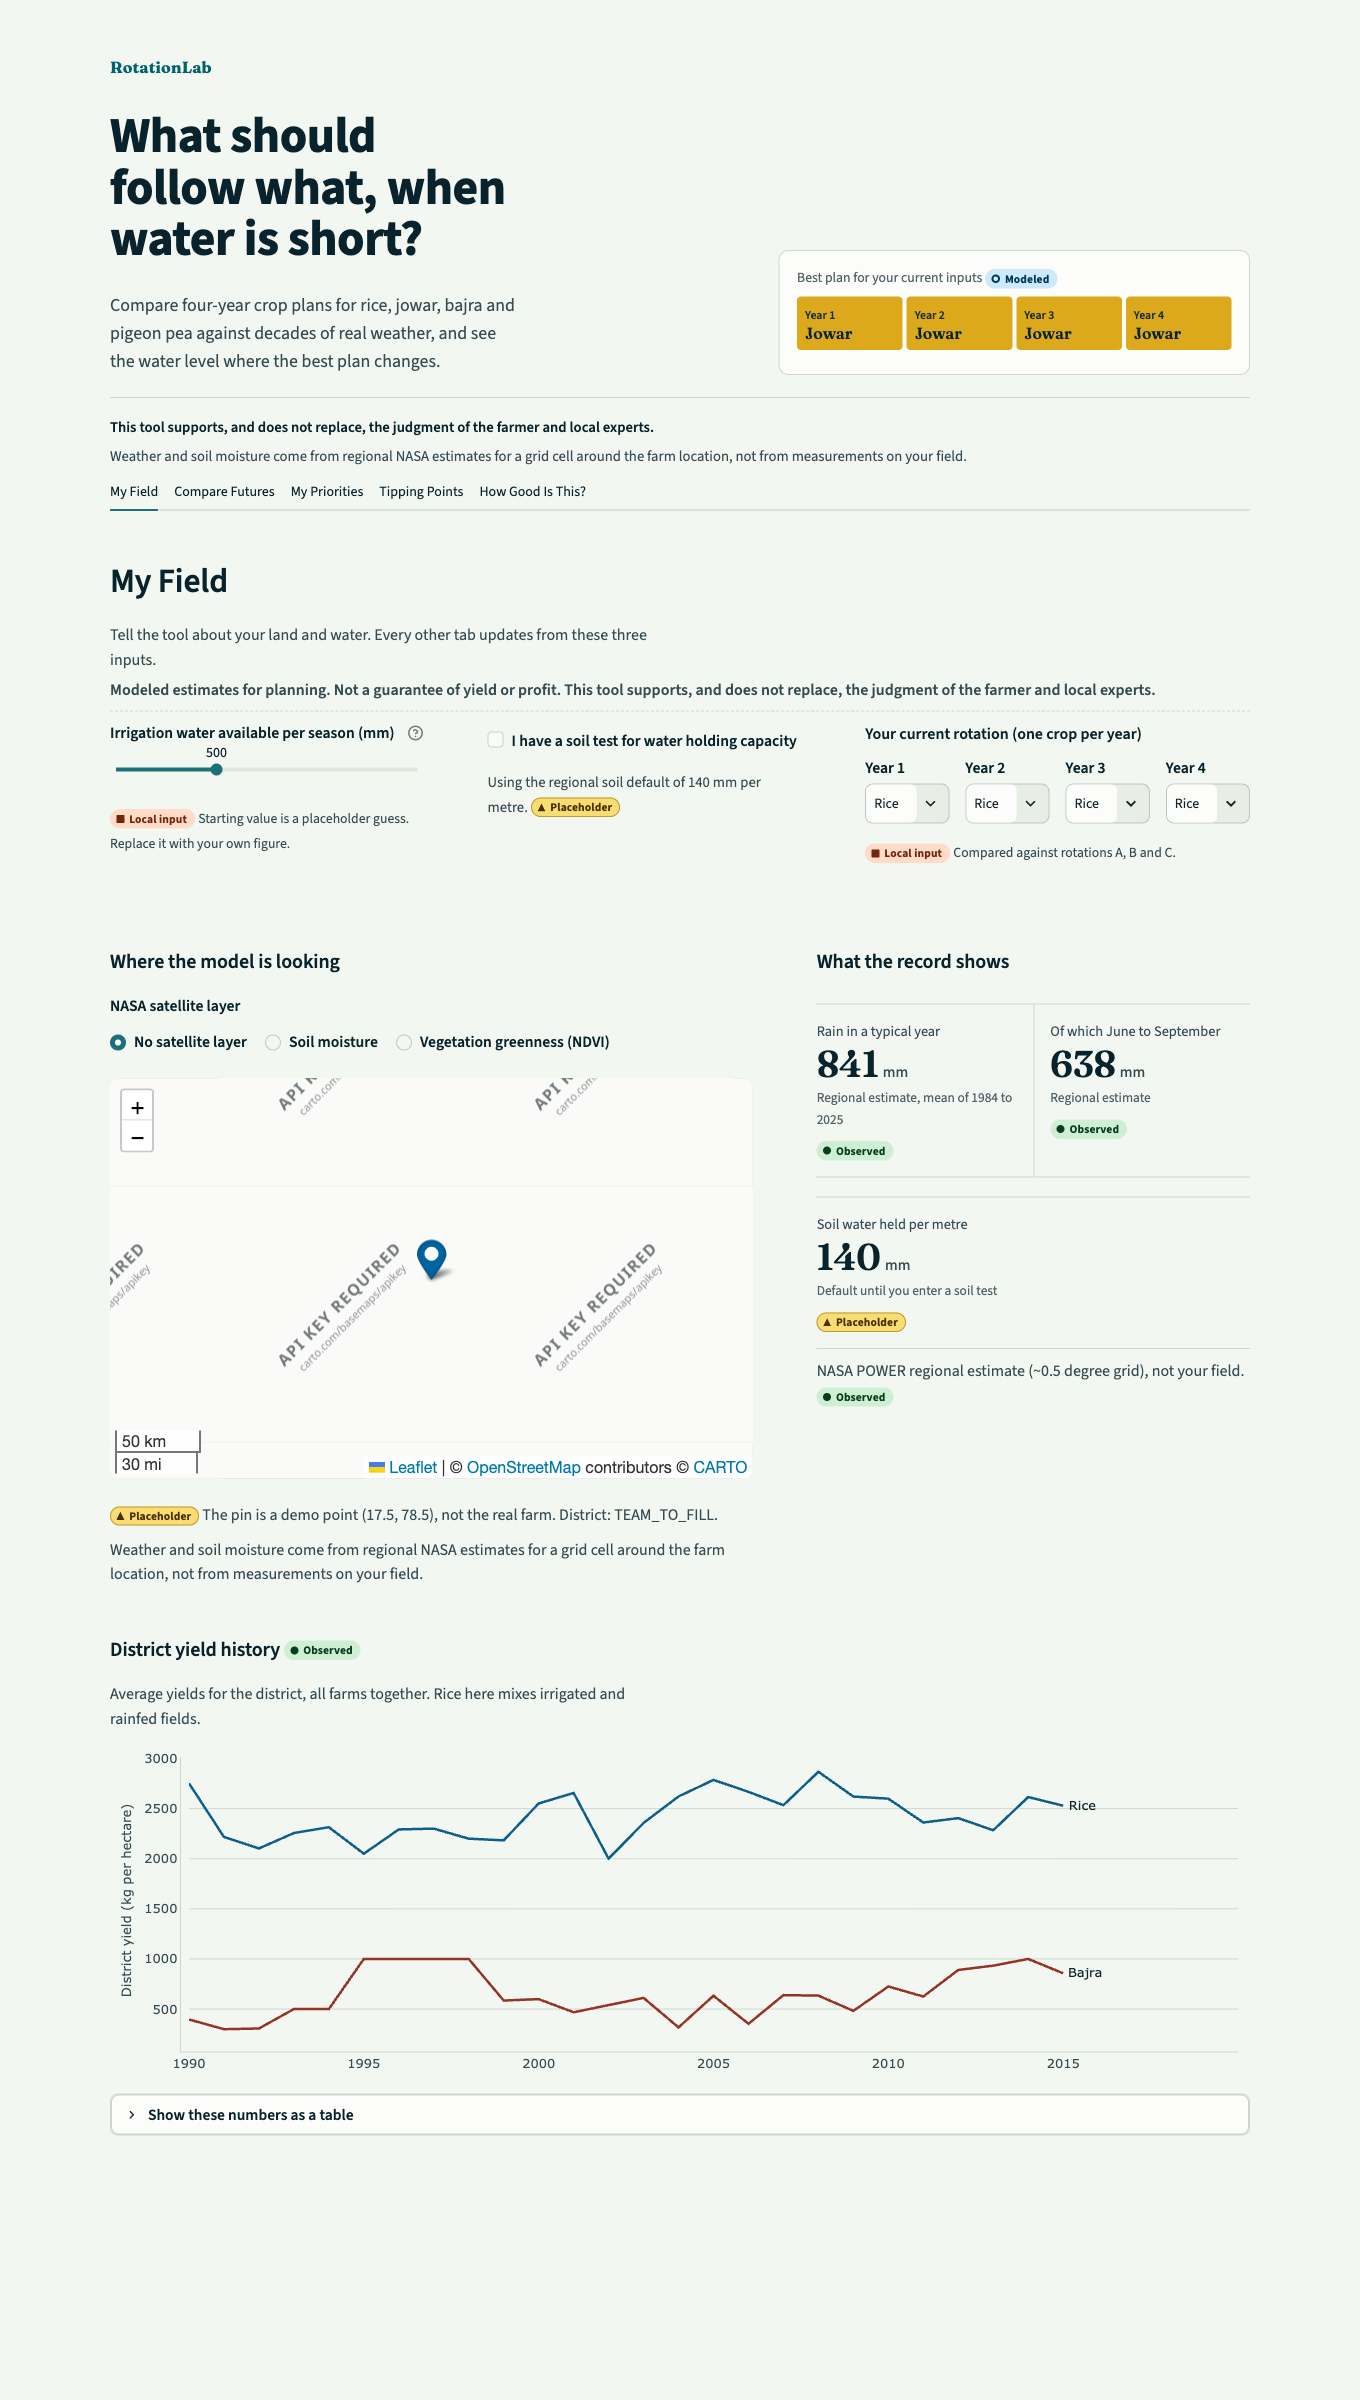 RotationLab
What should
follow what, when
water is short?
Compare four-year crop plans for rice, jowar, bajra and
pigeon pea against decades of real weather, and see
the water level where the best plan changes.
Best plan for your current inputs Modeled
Year 1 Year 2 Year 3 Year 4
Jowar Jowar Jowar Jowar
This tool supports, and does not replace, the judgment of the farmer and local experts.
Weather and soil moisture come from regional NASA estimates for a grid cell around the farm location, not from measurements on your field.
My Field Compare Futures My Priorities Tipping Points How Good Is This?
My Field
Tell the tool about your land and water. Every other tab updates from these three
inputs.
Modeled estimates for planning. Not a guarantee of yield or profit. This tool supports, and does not replace, the judgment of the farmer and local experts.
Irrigation water available per season (mm)
500
Local input Starting value is a placeholder guess.
Replace it with your own figure.
I have a soil test for water holding capacity
Using the regional soil default of 140 mm per
metre. Placeholder
Your current rotation (one crop per year)
Year 1 Year 2 Year 3 Year 4
Rice Rice Rice Rice
Local input Compared against rotations A, B and C.
Where the model is looking
NASA satellite layer
No satellite layer Soil moisture Vegetation greenness (NDVI)
+
−
API K
carto.com
API K
carto.com
IRED
aps/apikey
API KEY REQUIRED
carto.com/basemaps/apikey
API KEY REQUIRED
carto.com/basemaps/apikey
50 km
30 mi
Leaflet | © OpenStreetMap contributors © CARTO
Placeholder The pin is a demo point (17.5, 78.5), not the real farm. District: TEAM_TO_FILL.
Weather and soil moisture come from regional NASA estimates for a grid cell around the farm
location, not from measurements on your field.
What the record shows
Rain in a typical year
841 mm
Regional estimate, mean of 1984 to
2025
Observed
Of which June to September
638 mm
Regional estimate
Observed
Soil water held per metre
140 mm
Default until you enter a soil test
Placeholder
NASA POWER regional estimate (~0.5 degree grid), not your field.
Observed
District yield history Observed
Average yields for the district, all farms together. Rice here mixes irrigated and
rainfed fields.
District yield (kg per hectare)
3000
2500
2000
1500
1000
500
Rice
Bajra
1990 1995 2000 2005 2010 2015
Show these numbers as a table